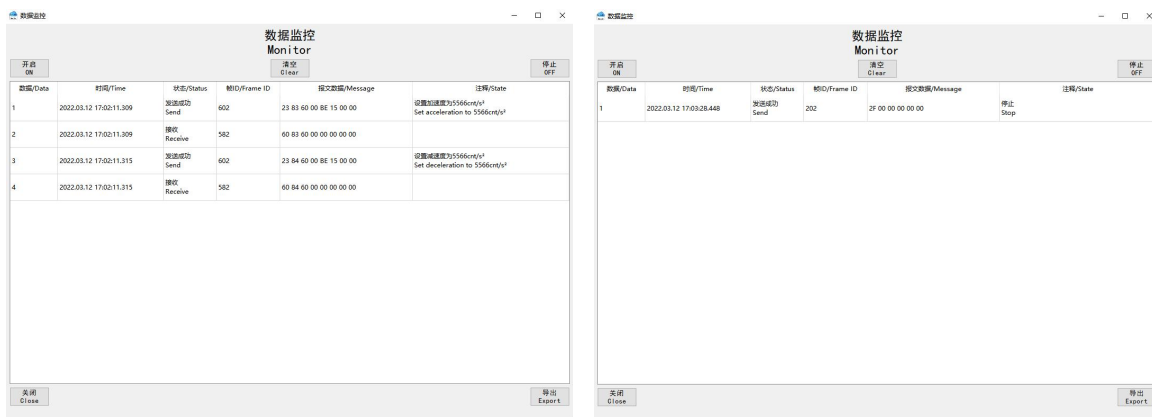 数据监控
数据监控
Monitor
开启
ON
清空
Clear
停止
OFF
数据/Data 时间/Time 状态/Status 帧ID/Frame ID 报文数据/Message 注释/State
1 2022.03.12 17:02:11.309 发送成功 Send 602 23 83 60 00 BE 15 00 00 设置加速度为5566cnt/s² Set acceleration to 5566cnt/s²
2 2022.03.12 17:02:11.309 接收 Receive 582 60 83 60 00 00 00 00 00
3 2022.03.12 17:02:11.315 发送成功 Send 602 23 84 60 00 BE 15 00 00 设置减速度为5566cnt/s² Set deceleration to 5566cnt/s²
4 2022.03.12 17:02:11.315 接收 Receive 582 60 84 60 00 00 00 00 00
关闭
Close
导出
Export
数据监控
数据监控
Monitor
开启
ON
清空
Clear
停止
OFF
数据/Data 时间/Time 状态/Status 帧ID/Frame ID 报文数据/Message 注释/State
1 2022.03.12 17:03:28.448 发送成功 Send 202 2F 00 00 00 00 00 停止 Stop
关闭
Close
导出
Export